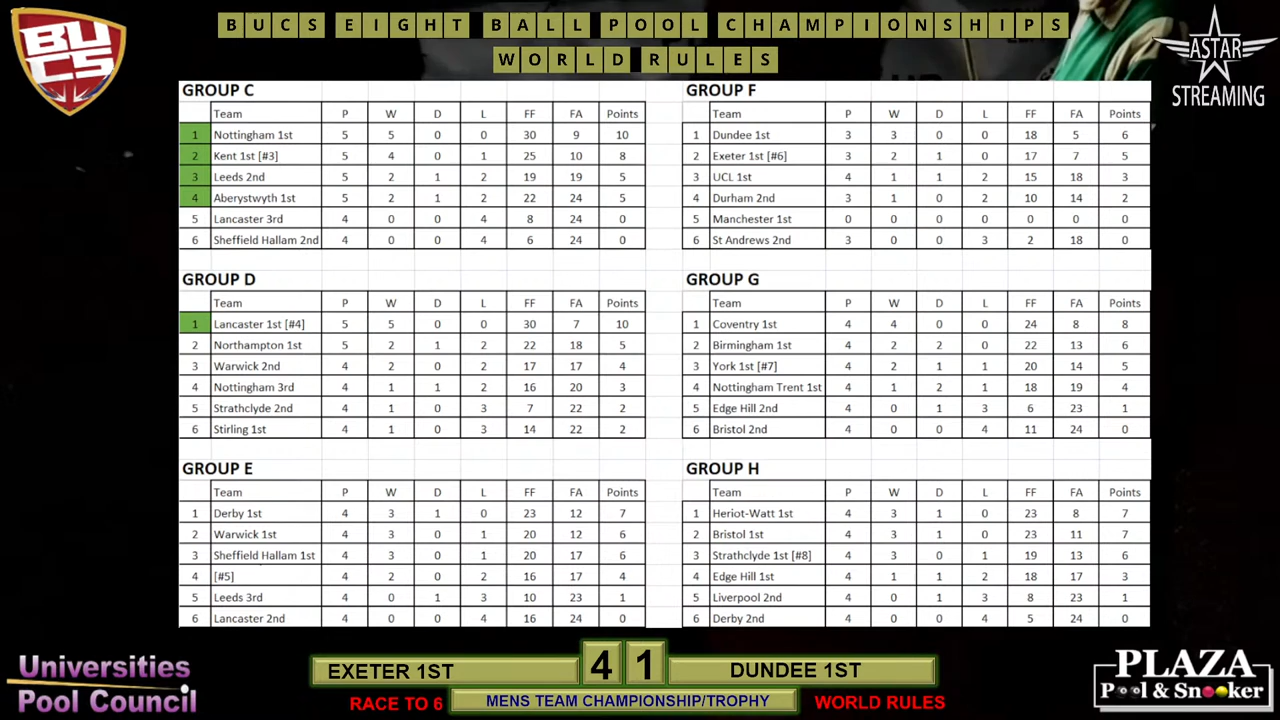 BUCS EIGHT BALL POOL CHAMPIONSHIPS
WORLD RULES
BUCS
ASTAR
STREAMING
GROUP C
Team P W D L FF FA Points
1 Nottingham 1st 5 5 0 0 30 9 10
2 Kent 1st [#3] 5 4 0 1 25 10 8
3 Leeds 2nd 5 2 1 2 19 19 5
4 Aberystwyth 1st 5 2 1 2 22 24 5
5 Lancaster 3rd 4 0 0 4 8 24 0
6 Sheffield Hallam 2nd 4 0 0 4 6 24 0
GROUP D
Team P W D L FF FA Points
1 Lancaster 1st [#4] 5 5 0 0 30 7 10
2 Northampton 1st 5 2 1 2 22 18 5
3 Warwick 2nd 4 2 0 2 17 17 4
4 Nottingham 3rd 4 1 1 2 16 20 3
5 Strathclyde 2nd 4 1 0 3 7 22 2
6 Stirling 1st 4 1 0 3 14 22 2
GROUP E
Team P W D L FF FA Points
1 Derby 1st 4 3 1 0 23 12 7
2 Warwick 1st 4 3 0 1 20 12 6
3 Sheffield Hallam 1st 4 3 0 1 20 17 6
4 [#5] 4 2 0 2 16 17 4
5 Leeds 3rd 4 0 1 3 10 23 1
6 Lancaster 2nd 4 0 0 4 16 24 0
GROUP F
Team P W D L FF FA Points
1 Dundee 1st 3 3 0 0 18 5 6
2 Exeter 1st [#6] 3 2 1 0 17 7 5
3 UCL 1st 4 1 1 2 15 18 3
4 Durham 2nd 3 1 0 2 10 14 2
5 Manchester 1st 0 0 0 0 0 0 0
6 St Andrews 2nd 3 0 0 3 2 18 0
GROUP G
Team P W D L FF FA Points
1 Coventry 1st 4 4 0 0 24 8 8
2 Birmingham 1st 4 2 2 0 22 13 6
3 York 1st [#7] 4 2 1 1 20 14 5
4 Nottingham Trent 1st 4 1 2 1 18 19 4
5 Edge Hill 2nd 4 0 1 3 6 23 1
6 Bristol 2nd 4 0 0 4 11 24 0
GROUP H
Team P W D L FF FA Points
1 Heriot-Watt 1st 4 3 1 0 23 8 7
2 Bristol 1st 4 3 1 0 23 11 7
3 Strathclyde 1st [#8] 4 3 0 1 19 13 6
4 Edge Hill 1st 4 1 1 2 18 17 3
5 Liverpool 2nd 4 0 1 3 8 23 1
6 Derby 2nd 4 0 0 4 5 24 0
Universities
Pool Council
EXETER 1ST 4 1 DUNDEE 1ST
RACE TO 6 MENS TEAM CHAMPIONSHIP/TROPHY WORLD RULES
PLAZA
Pool & Snooker